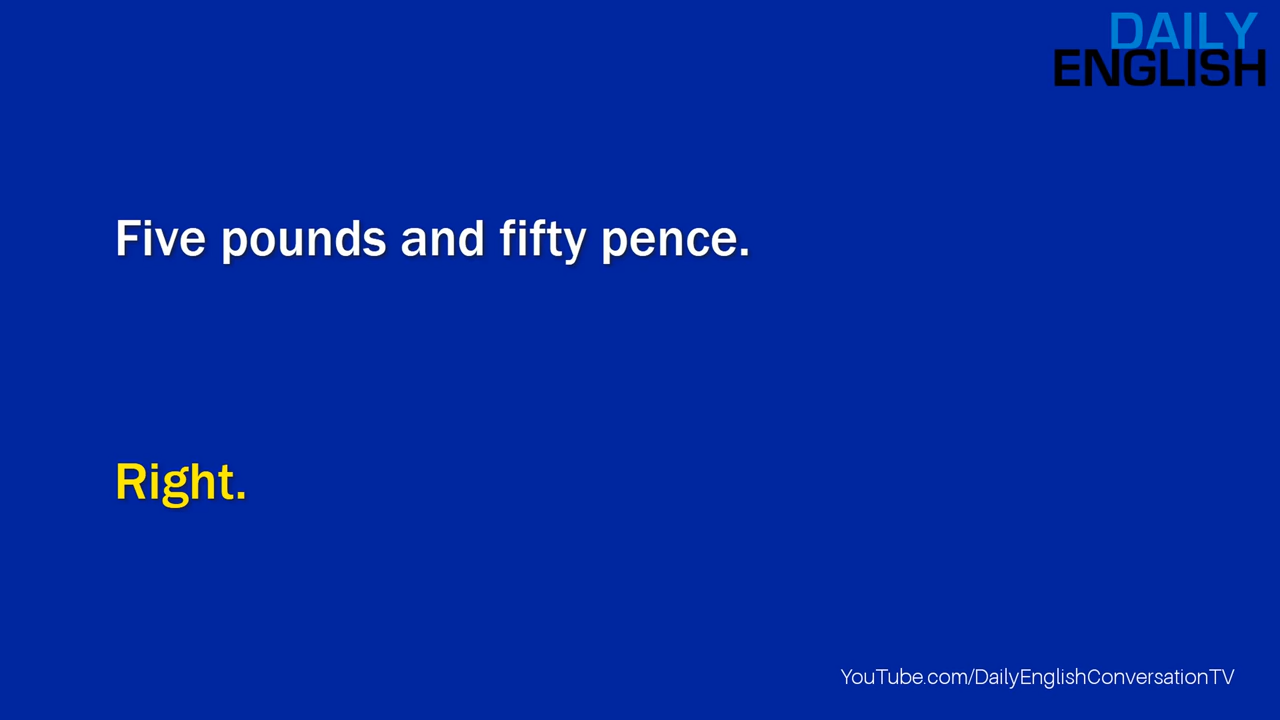 DAILY
ENGLISH
Five pounds and fifty pence.
Right.
YouTube.com/DailyEnglishConversationTV